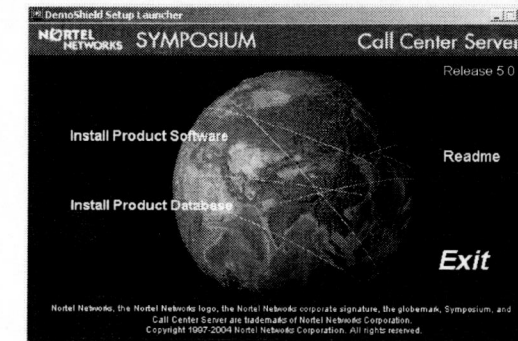 DemoShield Setup Launcher
NORTEL NETWORKS SYMPOSIUM Call Center Server
Release 5.0
Install Product Software
Readme
Install Product Database
Exit
Nortel Networks, the Nortel Networks logo, the Nortel Networks corporate signature, the globemark, Symposium, and
Call Center Server are trademarks of Nortel Networks Corporation.
Copyright 1997-2004 Nortel Networks Corporation. All rights reserved.